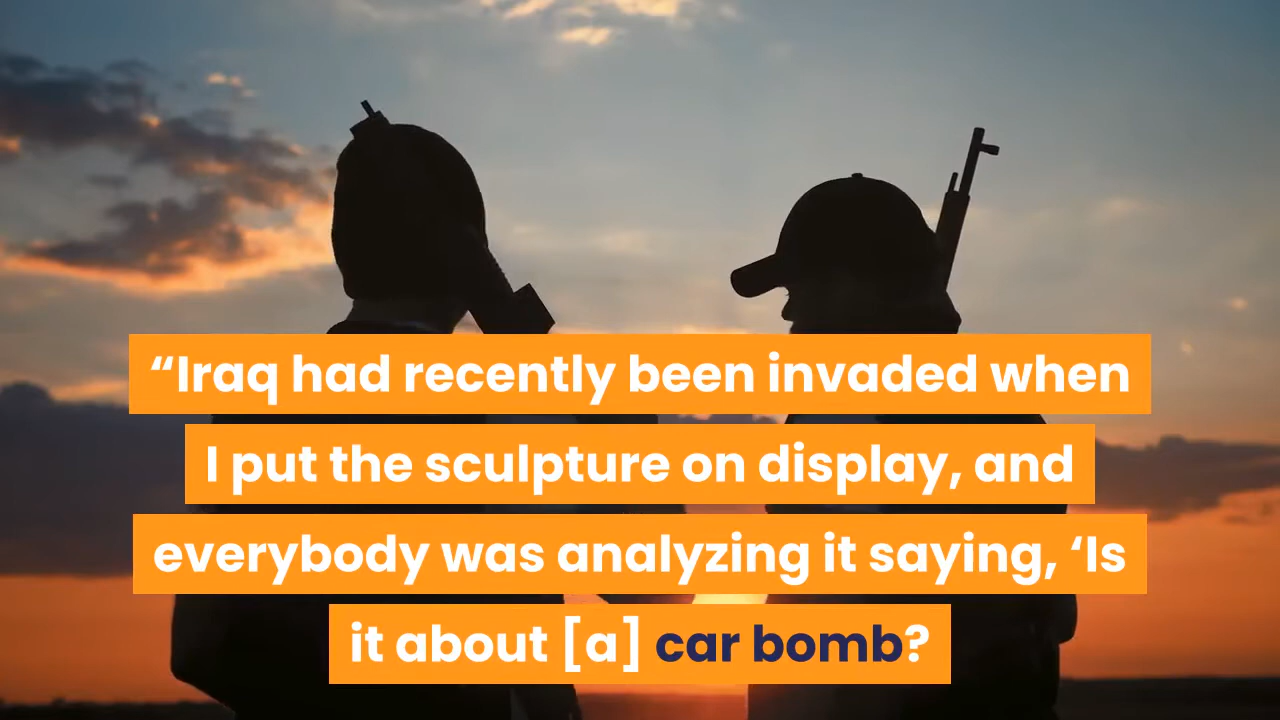 “Iraq had recently been invaded when
I put the sculpture on display, and
everybody was analyzing it saying, ‘Is
it about [a] car bomb?